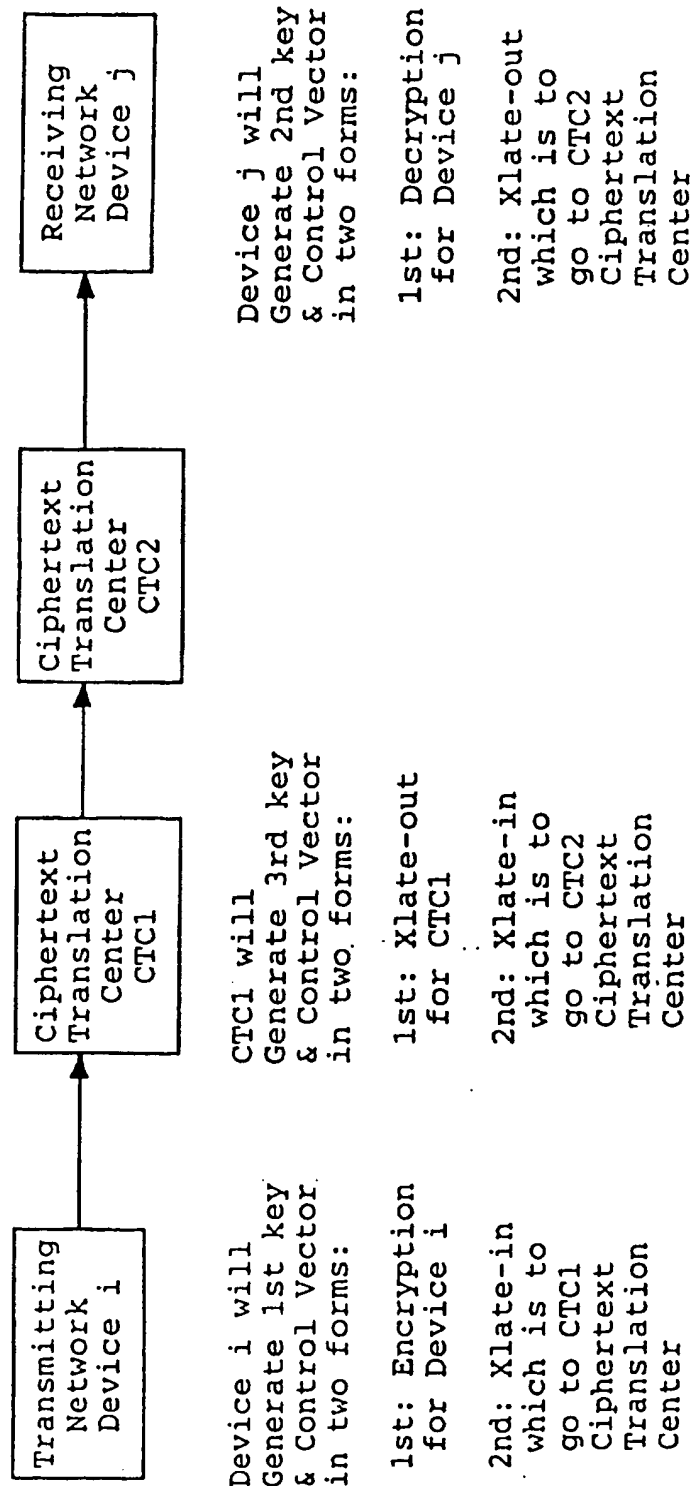 Transmitting
Network
Device i
Ciphertext
Translation
Center
CTC1
Ciphertext
Translation
Center
CTC2
Receiving
Network
Device j
Device i will
Generate 1st key
& Control Vector
in two forms:
1st: Encryption
for Device i
2nd: Xlate-in
which is to
go to CTC1
Ciphertext
Translation
Center
CTC1 will
Generate 3rd key
& Control Vector
in two forms:
1st: Xlate-out
for CTC1
2nd: Xlate-in
which is to
go to CTC2
Ciphertext
Translation
Center
Device j will
Generate 2nd key
& Control Vector
in two forms:
1st: Decryption
for Device j
2nd: Xlate-out
which is to
go to CTC2
Ciphertext
Translation
Center